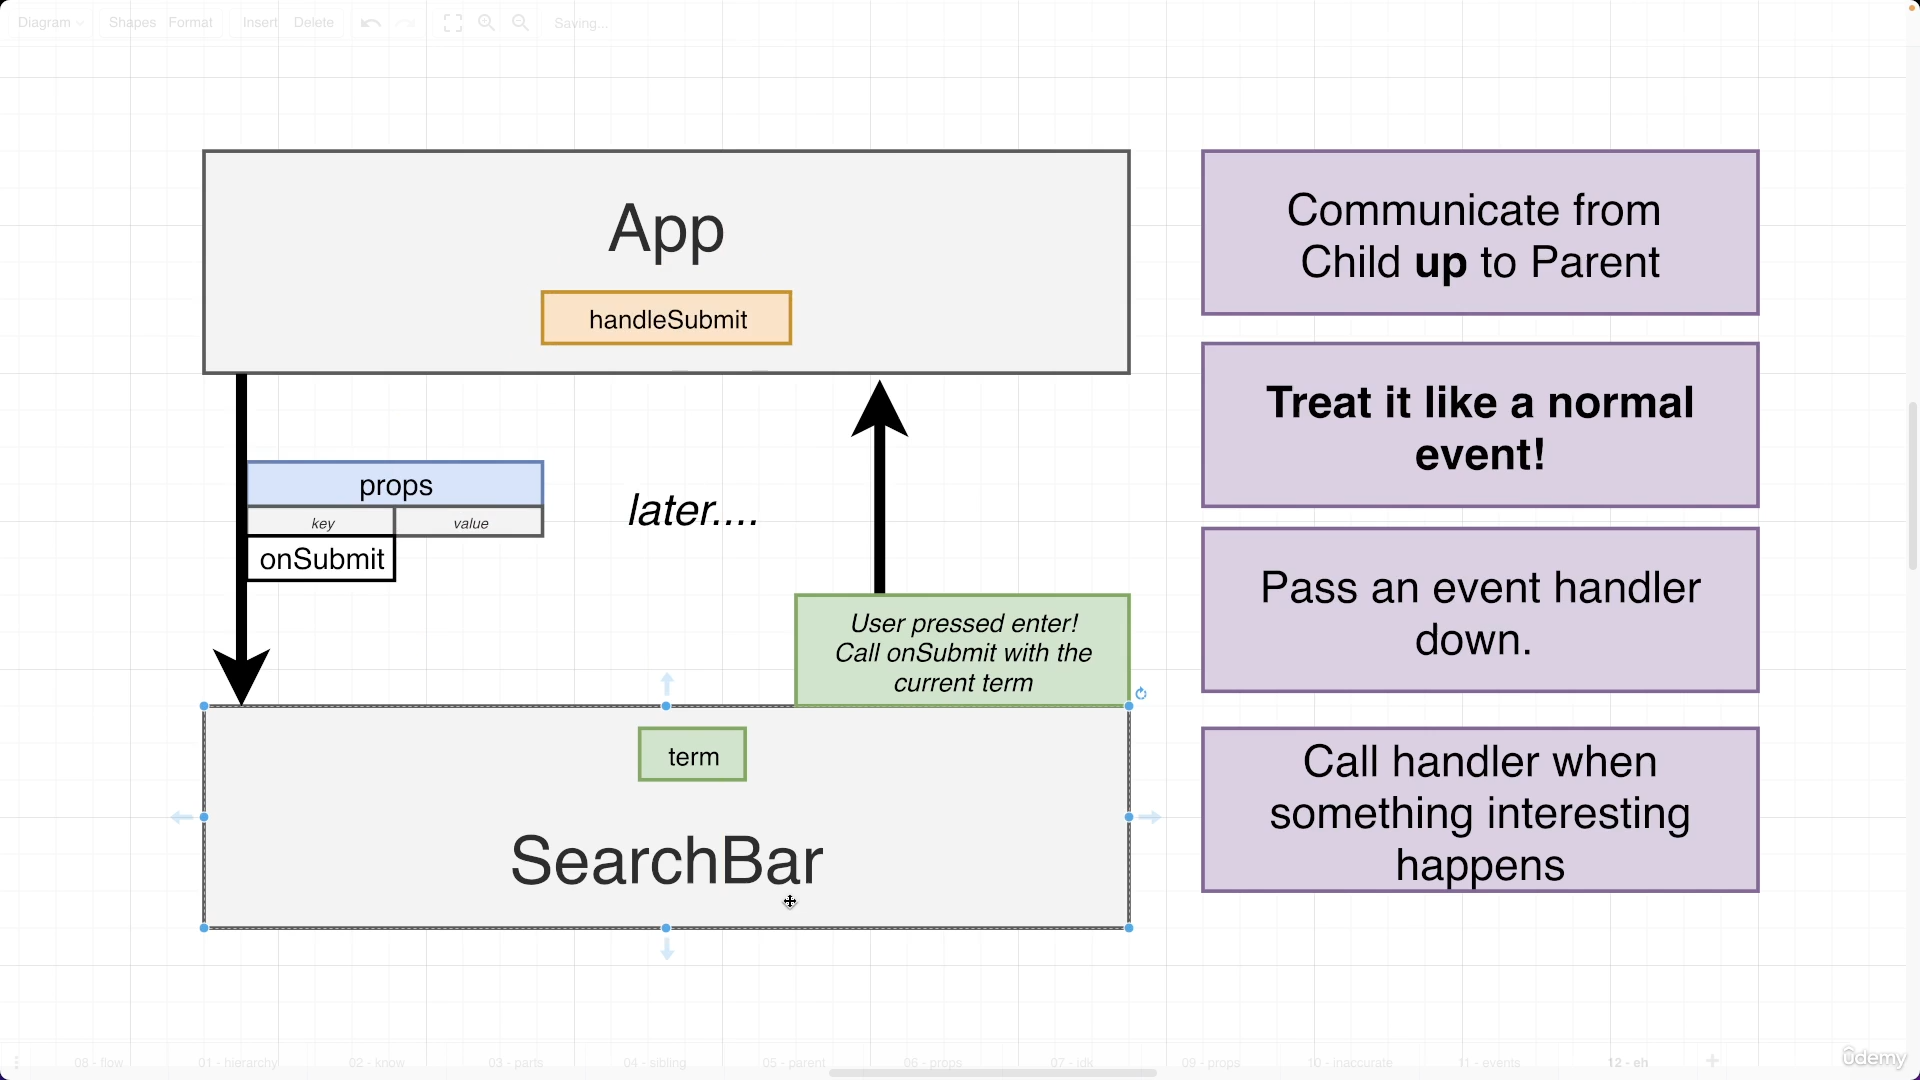 Diagram
Shapes
Format
Insert
Delete
Saving...
App
handleSubmit
props
key
value
onSubmit
later....
User pressed enter!
Call onSubmit with the
current term
term
SearchBar
Communicate from
Child up to Parent
Treat it like a normal
event!
Pass an event handler
down.
Call handler when
something interesting
happens
08 - flow
01 - hierarchy
02 - know
03 - parts
04 - sibling
05 - parent
06 - props
07 - idk
09 - props
10 - inaccurate
11 - events
12 - eh
ûdemy